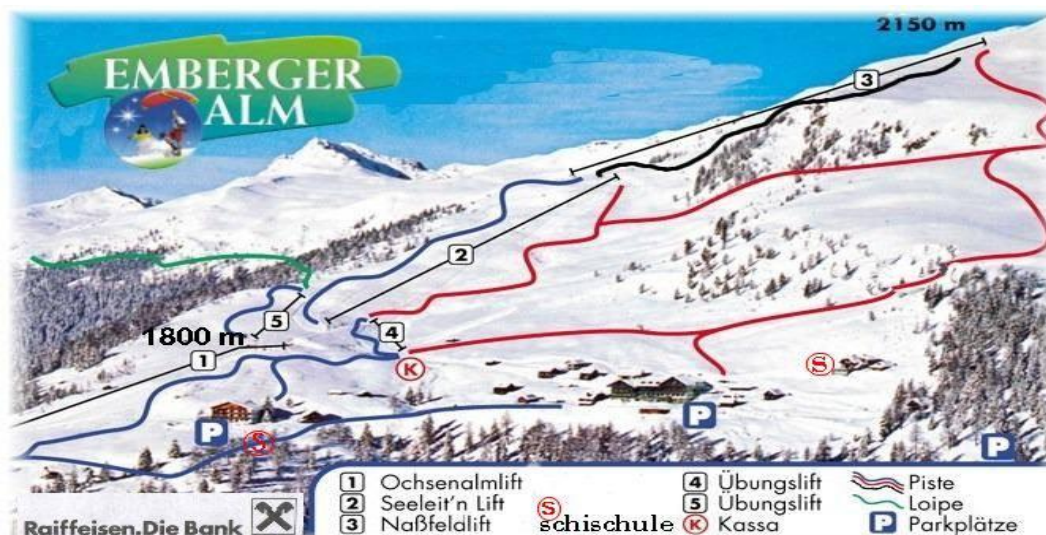 2150 m
EMBERGER
ALM
3
2
5
4
1800 m
1
K
S
P
P
S
P
1 Ochsenalmlift
2 Seeleit'n Lift
3 Naßfeldlift
S
schischule
4 Übungslift
5 Übungslift
K Kassa
Piste
Loipe
P Parkplätze
Raiffeisen.Die Bank